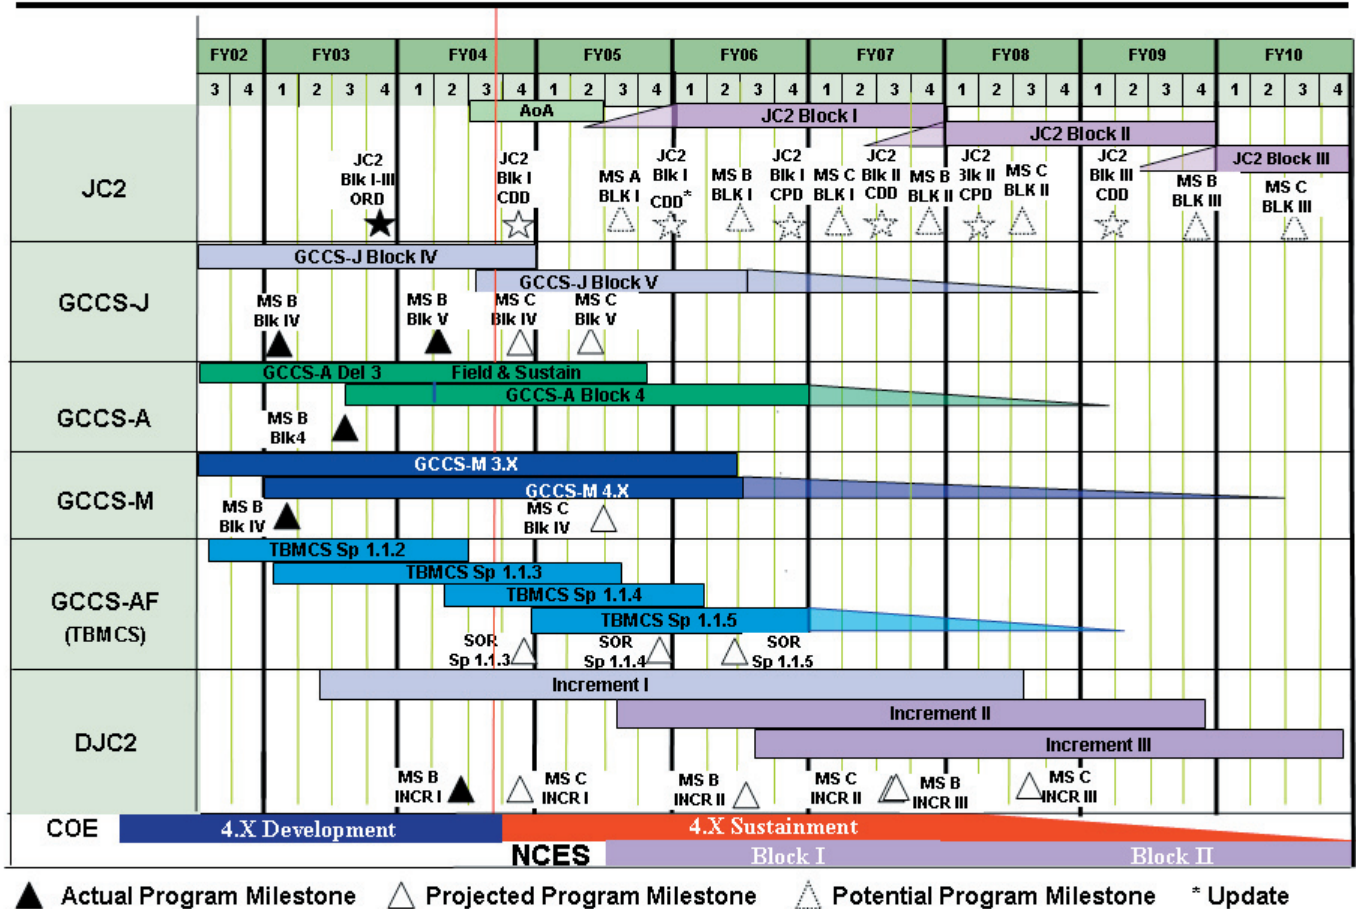 FY02 FY03 FY04 FY05 FY06 FY07 FY08 FY09 FY10
3 4 1 2 3 4 1 2 3 4 1 2 3 4 1 2 3 4 1 2 3 4 1 2 3 4 1 2 3 4 1 2 3 4
JC2
AoA
JC2 Block I
JC2 Block II
JC2 Block III
JC2
Blk I-III
ORD
JC2
Blk I
CDD
MS A
BLK I
JC2
Blk I
CDD*
MS B
BLK I
JC2
Blk I
CPD
MS C
BLK I
JC2
Blk II
CDD
MS B
BLK II
JC2
3lk II
CPD
MS C
BLK II
JC2
Blk III
CDD
MS B
BLK III
MS C
BLK III
GCCS-J
GCCS-J Block IV
GCCS-J Block V
MS B
Blk IV
MS B
Blk V
MS C
Blk IV
MS C
Blk V
GCCS-A
GCCS-A Del 3 Field & Sustain
GCCS-A Block 4
MS B
Blk4
GCCS-M
GCCS-M 3.X
GCCS-M 4.X
MS B
Blk IV
MS C
Blk IV
GCCS-AF
(TBMCS)
TBMCS Sp 1.1.2
TBMCS Sp 1.1.3
TBMCS Sp 1.1.4
TBMCS Sp 1.1.5
SOR
Sp 1.1.3
SOR
Sp 1.1.4
SOR
Sp 1.1.5
DJC2
Increment I
Increment II
Increment III
MS B
INCR I
MS C
INCR I
MS B
INCR II
MS C
INCR II
MS B
INCR III
MS C
INCR III
COE
4.X Development
4.X Sustainment
NCES
Block I
Block II
Actual Program Milestone
Projected Program Milestone
Potential Program Milestone
* Update